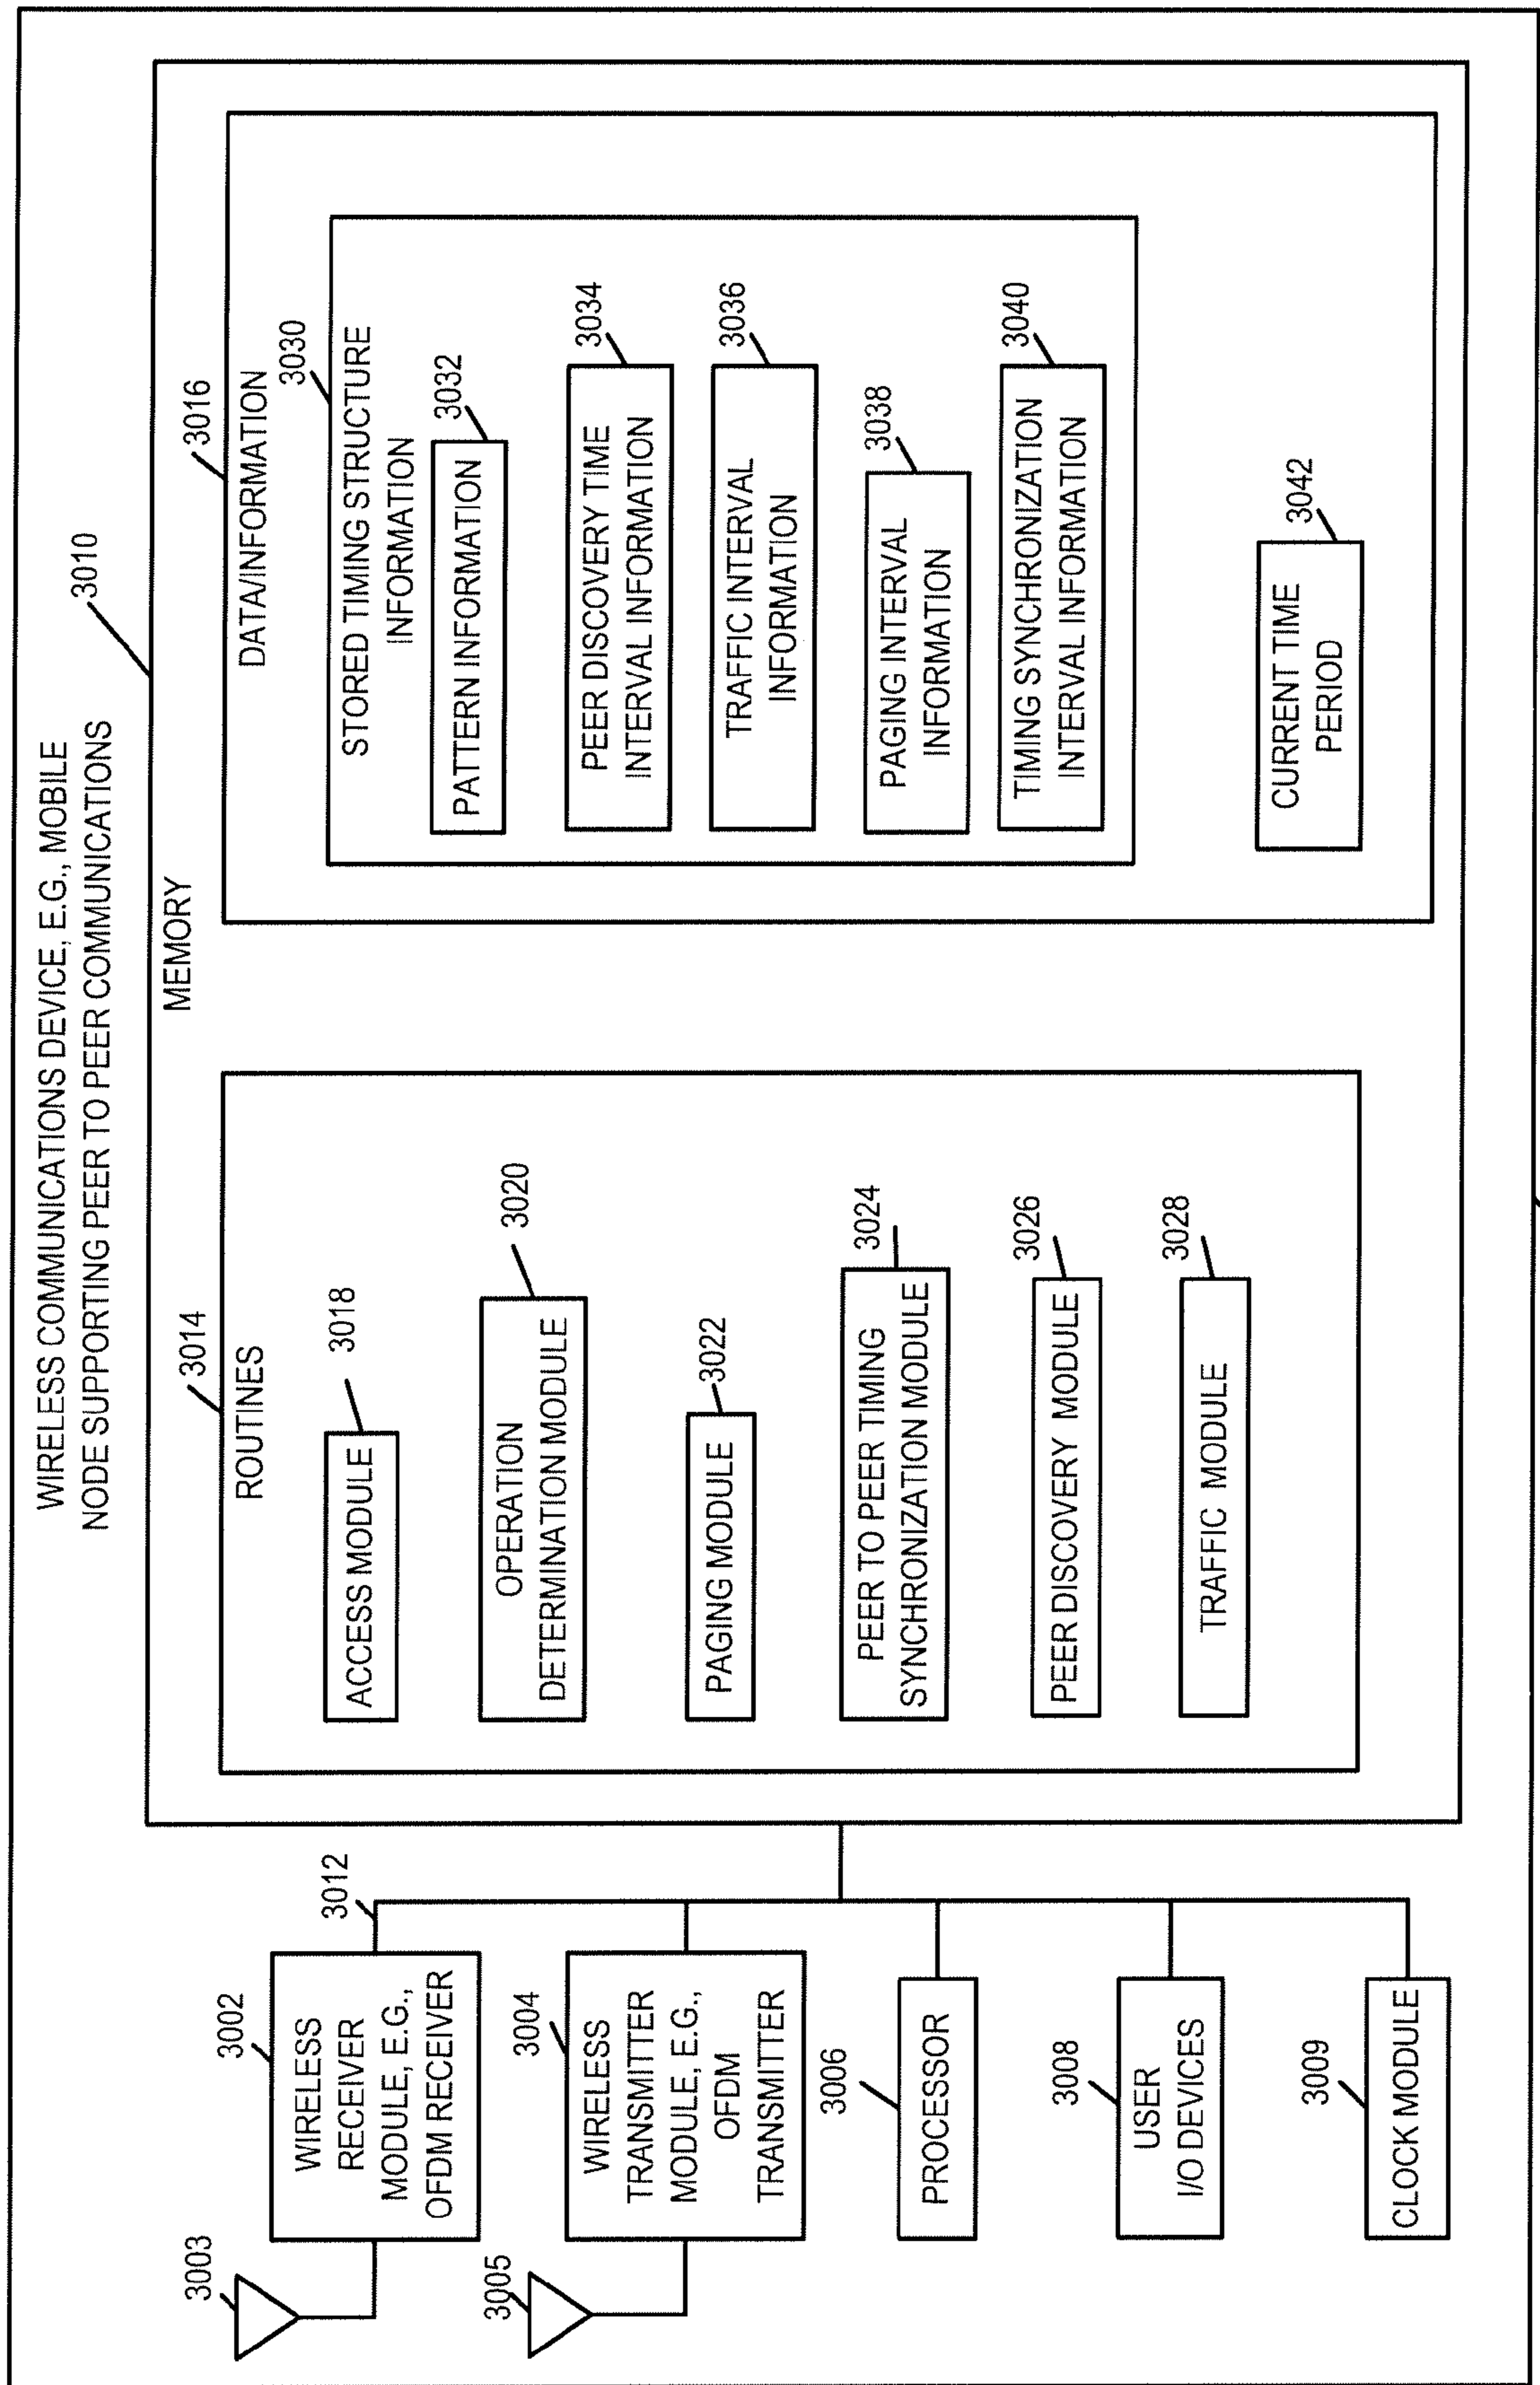 WIRELESS COMMUNICATIONS DEVICE, E.G., MOBILE
NODE SUPPORTING PEER TO PEER COMMUNICATIONS
3010
3003
3002
WIRELESS
RECEIVER
MODULE, E.G.,
OFDM RECEIVER
3012
3005
3004
WIRELESS
TRANSMITTER
MODULE, E.G.,
OFDM
TRANSMITTER
3006
PROCESSOR
3008
USER
I/O DEVICES
3009
CLOCK MODULE
MEMORY
3014
ROUTINES
3018
ACCESS MODULE
3020
OPERATION
DETERMINATION MODULE
3022
PAGING MODULE
3024
PEER TO PEER TIMING
SYNCHRONIZATION MODULE
3026
PEER DISCOVERY MODULE
3028
TRAFFIC MODULE
3016
DATA/INFORMATION
3030
STORED TIMING STRUCTURE
INFORMATION
3032
PATTERN INFORMATION
3034
PEER DISCOVERY TIME
INTERVAL INFORMATION
3036
TRAFFIC INTERVAL
INFORMATION
3038
PAGING INTERVAL
INFORMATION
3040
TIMING SYNCHRONIZATION
INTERVAL INFORMATION
3042
CURRENT TIME
PERIOD